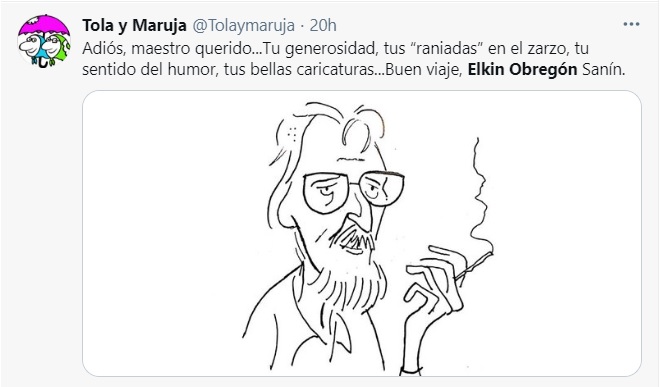 Tola y Maruja @Tolaymaruja · 20h
Adiós, maestro querido...Tu generosidad, tus “raniadas” en el zarzo, tu
sentido del humor, tus bellas caricaturas...Buen viaje, Elkin Obregón Sanín.